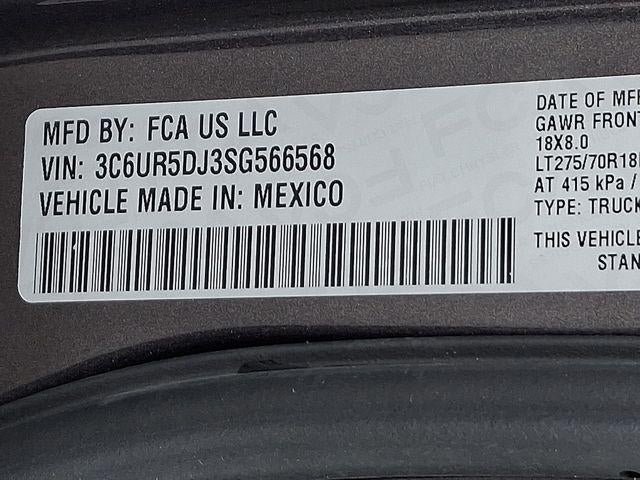 MFD BY: FCA US LLC
VIN: 3C6UR5DJ3SG566568
VEHICLE MADE IN: MEXICO
DATE OF MFR
GAWR FRONT
18X8.0
LT275/70R18
AT 415 kPa /
TYPE: TRUCK
THIS VEHICLE
STAN